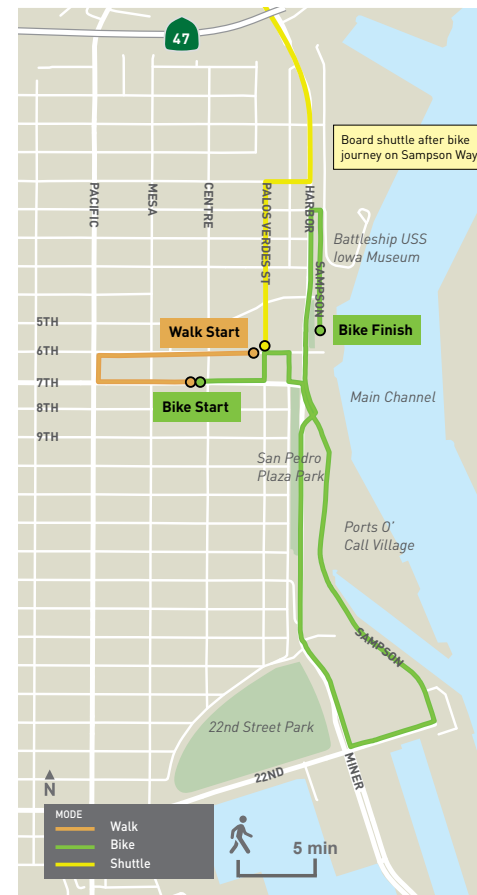 47
Board shuttle after bike
journey on Sampson Way
PACIFIC
MESA
CENTRE
PALOS VERDES ST
HARBOR
SAMPSON
Battleship USS
Iowa Museum
5TH
Walk Start
Bike Finish
6TH
7TH
Bike Start
Main Channel
8TH
9TH
San Pedro
Plaza Park
Ports O’
Call Village
SAMPSON
22nd Street Park
22ND
MINER
N
MODE
Walk
Bike
Shuttle
5 min